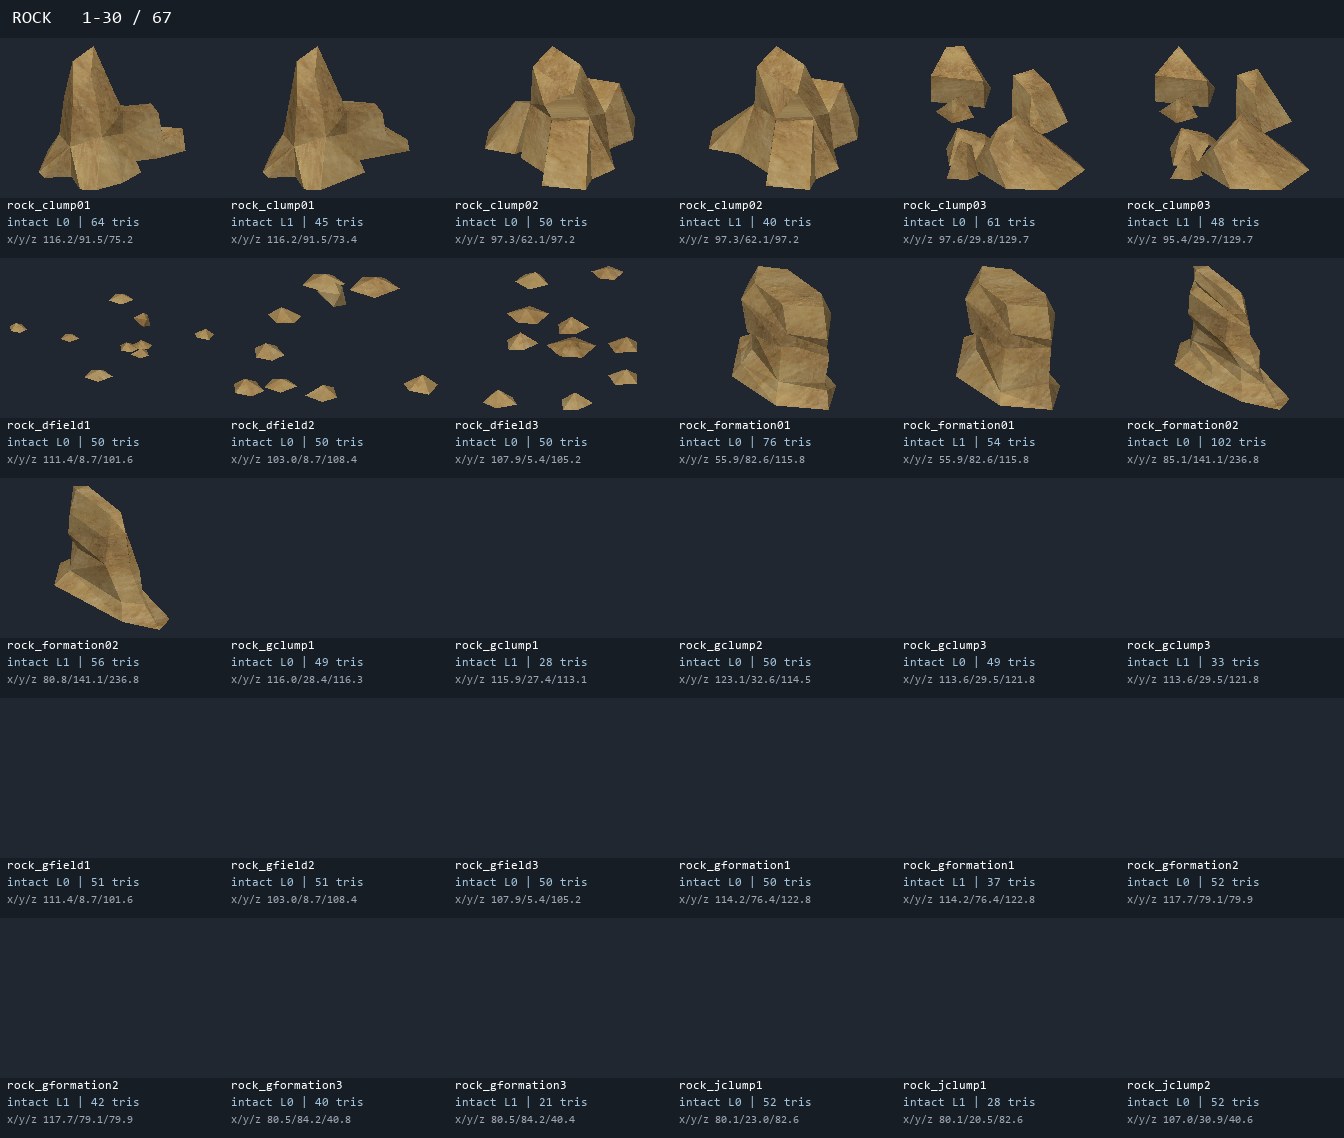 ROCK 1-30 / 67
rock_clump01 rock_clump01 rock_clump02 rock_clump02 rock_clump03 rock_clump03
intact L0 | 64 tris intact L1 | 45 tris intact L0 | 50 tris intact L1 | 40 tris intact L0 | 61 tris intact L1 | 48 tris
x/y/z 116.2/91.5/75.2 x/y/z 116.2/91.5/73.4 x/y/z 97.3/62.1/97.2 x/y/z 97.3/62.1/97.2 x/y/z 97.6/29.8/129.7 x/y/z 95.4/29.7/129.7
rock_dfield1 rock_dfield2 rock_dfield3 rock_formation01 rock_formation01 rock_formation02
intact L0 | 50 tris intact L0 | 50 tris intact L0 | 50 tris intact L0 | 76 tris intact L1 | 54 tris intact L0 | 102 tris
x/y/z 111.4/8.7/101.6 x/y/z 103.0/8.7/108.4 x/y/z 107.9/5.4/105.2 x/y/z 55.9/82.6/115.8 x/y/z 55.9/82.6/115.8 x/y/z 85.1/141.1/236.8
rock_formation02 rock_gclump1 rock_gclump1 rock_gclump2 rock_gclump3 rock_gclump3
intact L1 | 56 tris intact L0 | 49 tris intact L1 | 28 tris intact L0 | 50 tris intact L0 | 49 tris intact L1 | 33 tris
x/y/z 80.8/141.1/236.8 x/y/z 116.0/28.4/116.3 x/y/z 115.9/27.4/113.1 x/y/z 123.1/32.6/114.5 x/y/z 113.6/29.5/121.8 x/y/z 113.6/29.5/121.8
rock_gfield1 rock_gfield2 rock_gfield3 rock_gformation1 rock_gformation1 rock_gformation2
intact L0 | 51 tris intact L0 | 51 tris intact L0 | 50 tris intact L0 | 50 tris intact L1 | 37 tris intact L0 | 52 tris
x/y/z 111.4/8.7/101.6 x/y/z 103.0/8.7/108.4 x/y/z 107.9/5.4/105.2 x/y/z 114.2/76.4/122.8 x/y/z 114.2/76.4/122.8 x/y/z 117.7/79.1/79.9
rock_gformation2 rock_gformation3 rock_gformation3 rock_jclump1 rock_jclump1 rock_jclump2
intact L1 | 42 tris intact L0 | 40 tris intact L1 | 21 tris intact L0 | 52 tris intact L1 | 28 tris intact L0 | 52 tris
x/y/z 117.7/79.1/79.9 x/y/z 80.5/84.2/40.8 x/y/z 80.5/84.2/40.4 x/y/z 80.1/23.0/82.6 x/y/z 80.1/20.5/82.6 x/y/z 107.0/30.9/40.6